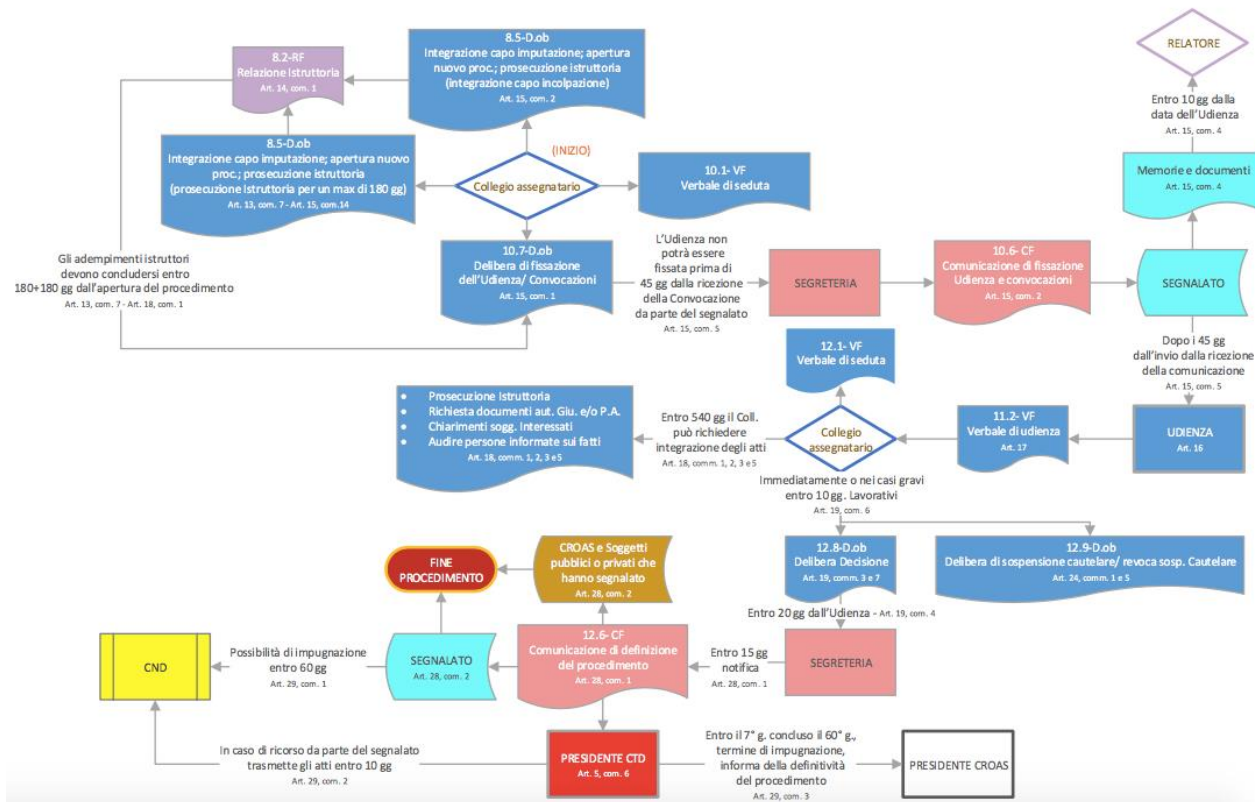 8.5-D.ob
Integrazione capo imputazione; apertura
nuovo proc.; prosecuzione istruttoria
(integrazione capo incolpazione)
Art. 15, com. 2
8.2-RF
Relazione Istruttoria
Art. 14, com. 1
RELATORE
Entro 10 gg dalla
data dell'Udienza
Art. 15, com. 4
8.5-D.ob
Integrazione capo imputazione; apertura nuovo
proc.; prosecuzione istruttoria
(prosecuzione Istruttoria per un max di 180 gg)
Art. 13, com. 7 - Art. 15, com.14
(INIZIO)
Collegio assegnatario
10.1- VF
Verbale di seduta
Memorie e documenti
Art. 15, com. 4
Gli adempimenti istruttori
devono concludersi entro
180+180 gg dall'apertura del procedimento
Art. 13, com. 7 - Art. 18, com. 1
10.7-D.ob
Delibera di fissazione
dell'Udienza/ Convocazioni
Art. 15, com. 1
L'Udienza non
potrà essere
fissata prima di
45 gg dalla ricezione
della Convocazione
da parte del segnalato
Art. 15, com. 5
SEGRETERIA
10.6- CF
Comunicazione di fissazione
Udienza e convocazioni
Art. 15, com. 2
SEGNALATO
Dopo i 45 gg
dall'invio dalla ricezione
della comunicazione
Art. 15, com. 5
12.1- VF
Verbale di seduta
• Prosecuzione Istruttoria
• Richiesta documenti aut. Giu. e/o P.A.
• Chiarimenti sogg. Interessati
• Audire persone informate sui fatti
Art. 18, comm. 1, 2, 3 e 5
Entro 540 gg il Coll.
può richiedere
integrazione degli atti
Art. 18, comm. 1, 2, 3 e 5
Collegio
assegnatario
11.2- VF
Verbale di udienza
Art. 17
UDIENZA
Art. 16
Immediatamente o nei casi gravi
entro 10 gg. Lavorativi
Art. 19, com. 6
12.8-D.ob
Delibera Decisione
Art. 19, comm. 3 e 7
12.9-D.ob
Delibera di sospensione cautelare/ revoca sosp. Cautelare
Art. 24, comm. 1 e 5
FINE
PROCEDIMENTO
CROAS e Soggetti
pubblici o privati che
hanno segnalato
Art. 28, com. 2
Entro 20 gg dall'Udienza - Art. 19, com. 4
CND
Possibilità di impugnazione
entro 60 gg
Art. 29, com. 1
SEGNALATO
Art. 28, com. 2
12.6- CF
Comunicazione di definizione
del procedimento
Art. 28, com. 1
Entro 15 gg
notifica
Art. 28, com. 1
SEGRETERIA
In caso di ricorso da parte del segnalato
trasmette gli atti entro 10 gg
Art. 29, com. 2
PRESIDENTE CTD
Art. 5, com. 6
Entro il 7° g. concluso il 60° g.,
termine di impugnazione,
informa della definitività
del procedimento
Art. 29, com. 3
PRESIDENTE CROAS